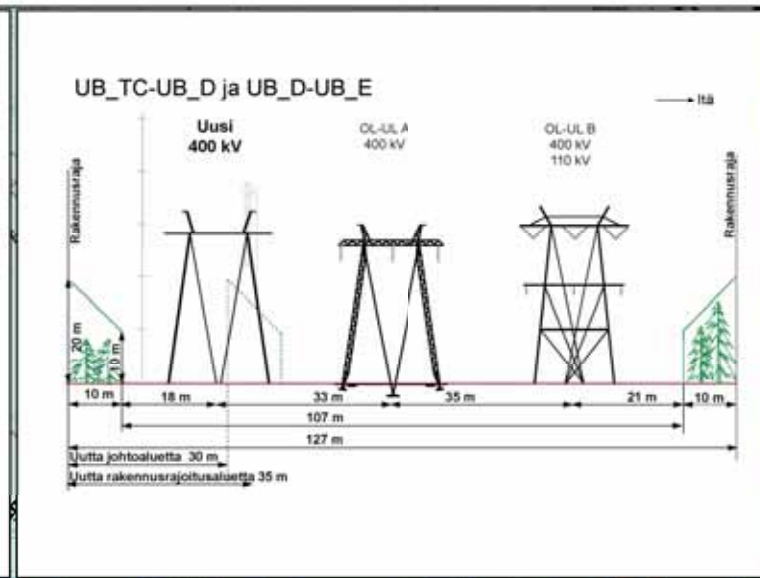 UB_TC-UB_D ja UB_D-UB_E
Itä
Uusi
400 kV
OL-UL A
400 kV
OL-UL B
400 kV
110 kV
Rakennusraja
Rakennusraja
20 m
10 m
10 m
18 m
33 m
35 m
21 m
10 m
107 m
127 m
Uutta johtoaluetta 30 m
Uutta rakennusrajoitusaluetta 35 m